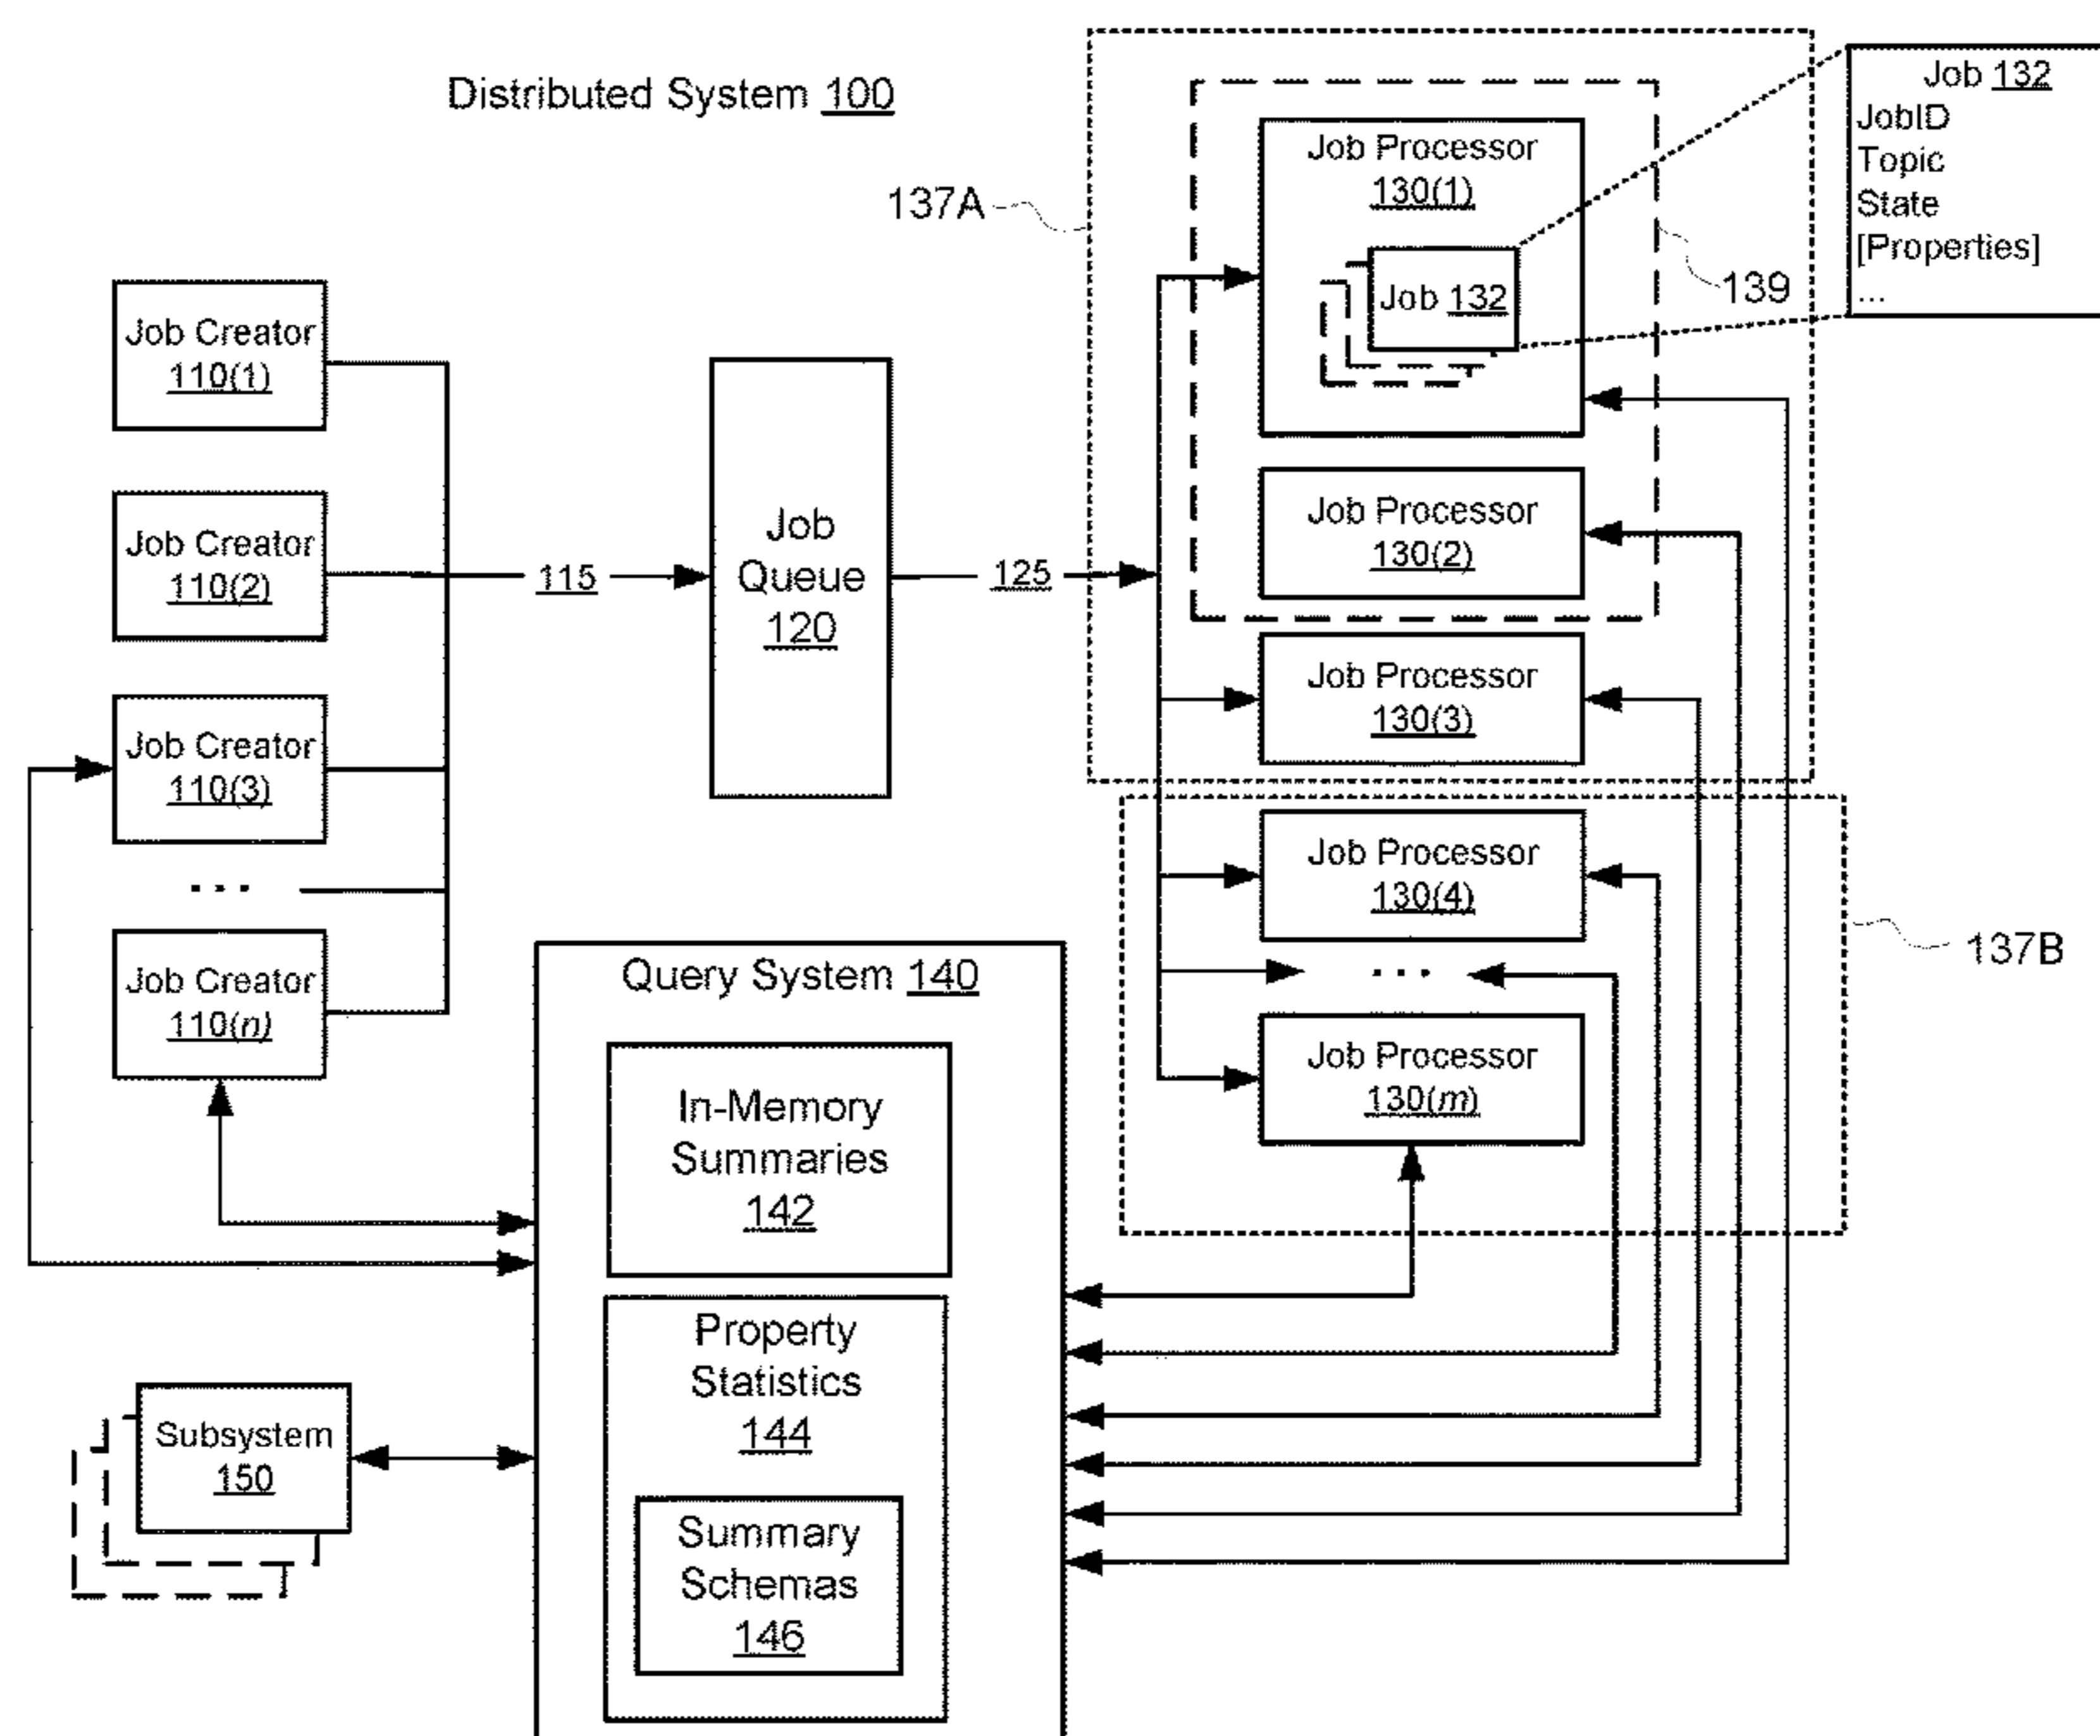 Distributed System 100
Job Creator
110(1)
Job Creator
110(2)
Job Creator
110(3)
...
Job Creator
110(n)
115
Job
Queue
120
125
137A
Job Processor
130(1)
Job 132
139
Job 132
JobID
Topic
State
[Properties]
...
Job Processor
130(2)
Job Processor
130(3)
Job Processor
130(4)
...
Job Processor
130(m)
137B
Query System 140
In-Memory
Summaries
142
Property
Statistics
144
Summary
Schemas
146
Subsystem
150